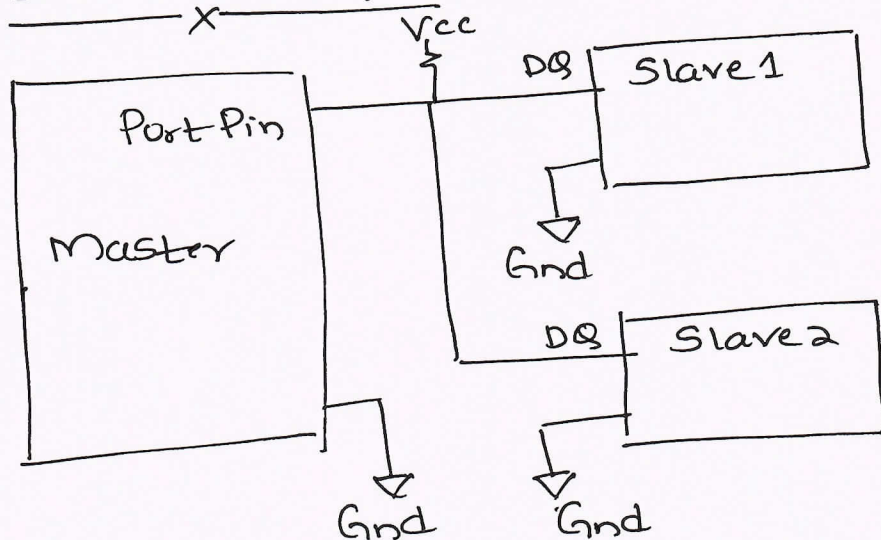 X
Vcc
DQ
Slave 1
Port Pin
Master
Gnd
DQ
Slave 2
Gnd
Gnd